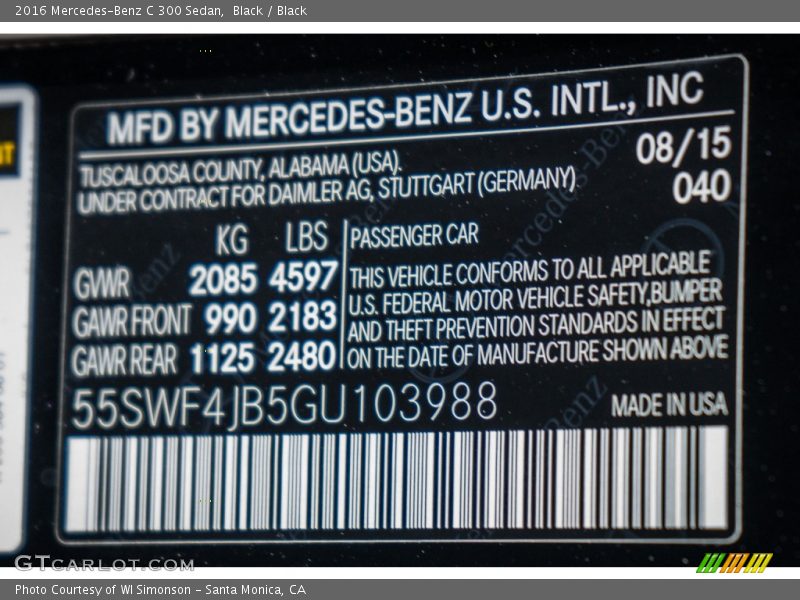 2016 Mercedes-Benz C 300 Sedan, Black / Black
MFD BY MERCEDES-BENZ U.S. INTL., INC
TUSCALOOSA COUNTY, ALABAMA (USA). 08/15
UNDER CONTRACT FOR DAIMLER AG, STUTTGART (GERMANY) 040
KG LBS PASSENGER CAR
GWR 2085 4597 THIS VEHICLE CONFORMS TO ALL APPLICABLE
U.S. FEDERAL MOTOR VEHICLE SAFETY, BUMPER
GAWR FRONT 990 2183 AND THEFT PREVENTION STANDARDS IN EFFECT
GAWR REAR 1125 2480 ON THE DATE OF MANUFACTURE SHOWN ABOVE
55SWF4JB5GU103988 MADE IN USA
GTCARLOT.COM
Photo Courtesy of WI Simonson - Santa Monica, CA